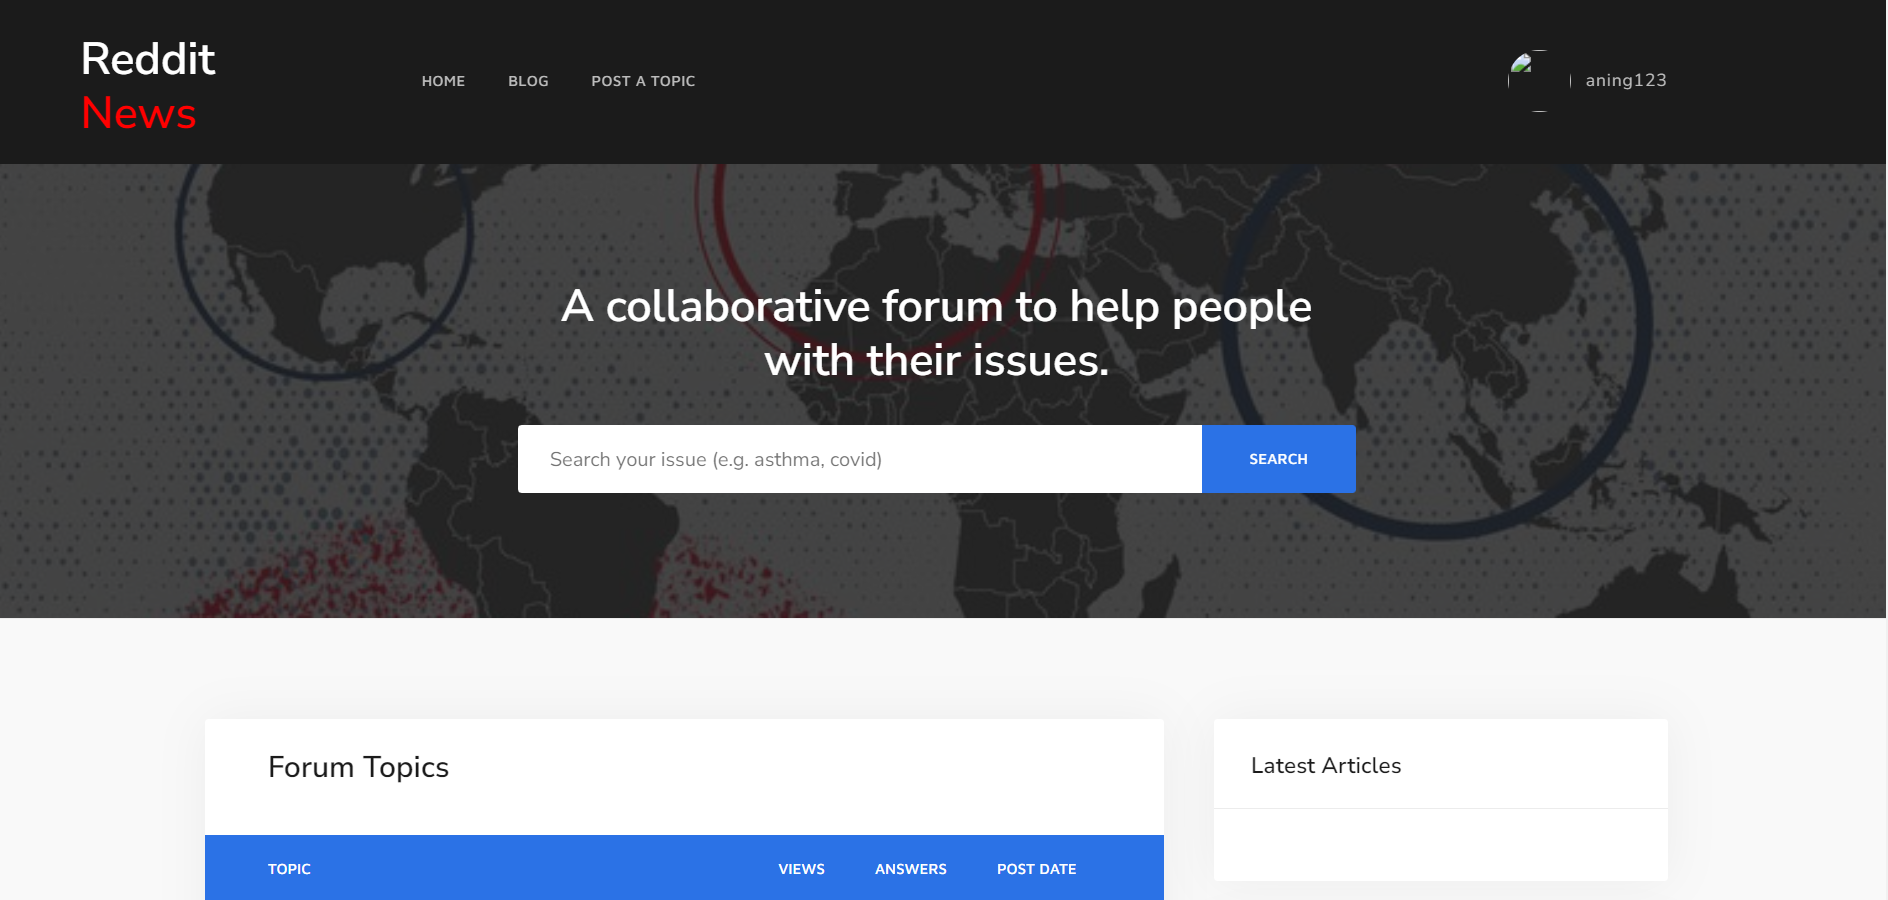 Reddit
News
HOME
BLOG
POST A TOPIC
aning123
A collaborative forum to help people
with their issues.
Search your issue (e.g. asthma, covid)
SEARCH
Forum Topics
TOPIC
VIEWS
ANSWERS
POST DATE
Latest Articles